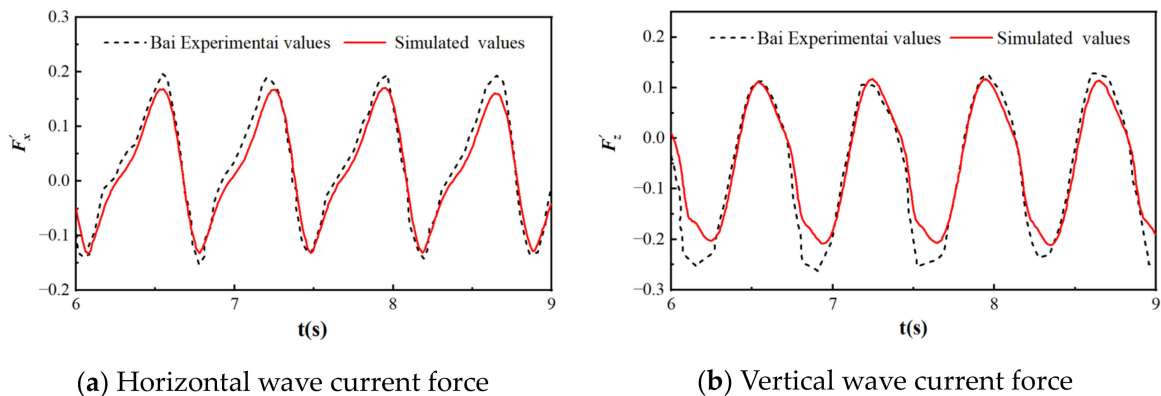 0.3
0.2
0.1
0.0
−0.1
−0.2
F′x
Bai Experimentai values
Simulated values
6 7 8 9
t(s)
(a) Horizontal wave current force
0.2
0.1
0.0
−0.1
−0.2
−0.3
F′z
Bai Experimentai values
Simulated values
6 7 8 9
t(s)
(b) Vertical wave current force